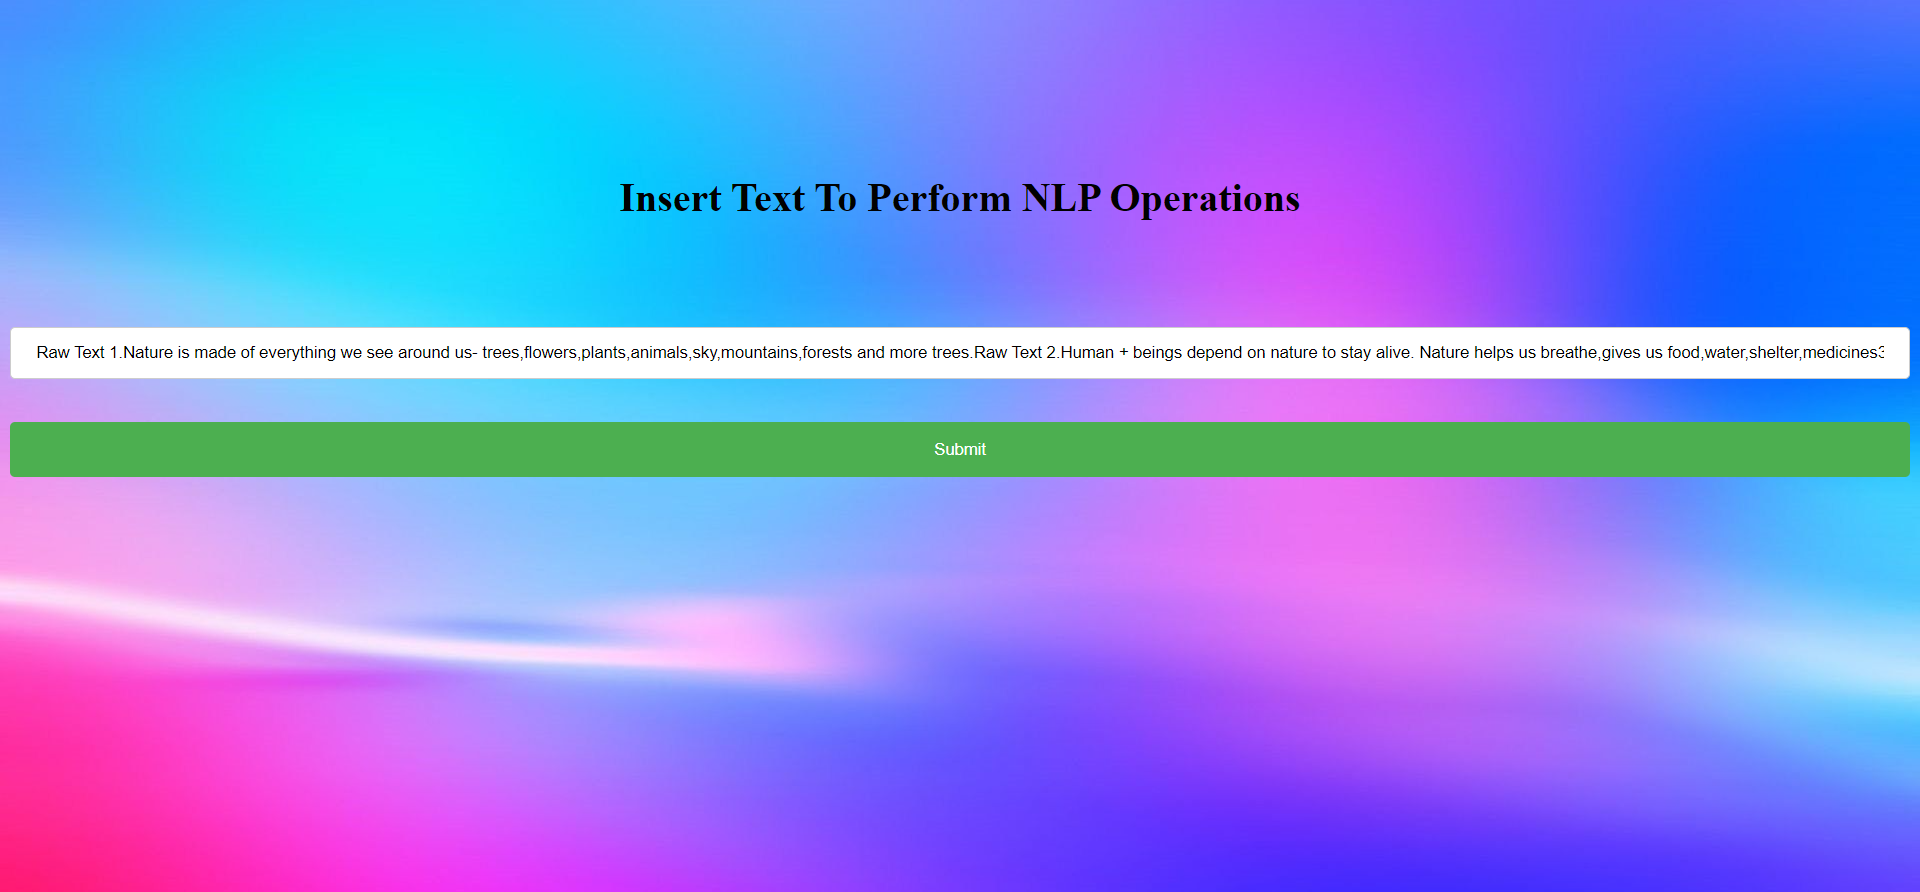 Insert Text To Perform NLP Operations
Raw Text 1.Nature is made of everything we see around us- trees,flowers,plants,animals,sky,mountains,forests and more trees.Raw Text 2.Human + beings depend on nature to stay alive. Nature helps us breathe,gives us food,water,shelter,medicines3
Submit